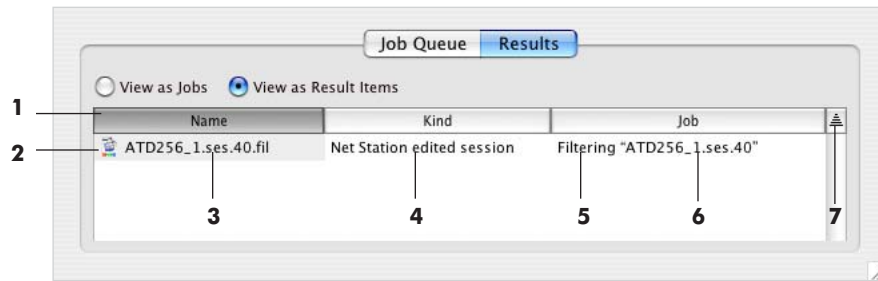 Job Queue Results
View as Jobs View as Result Items
1 Name Kind Job
2 ATD256_1.ses.40.fil Net Station edited session Filtering “ATD256_1.ses.40”
3 4 5 6 7